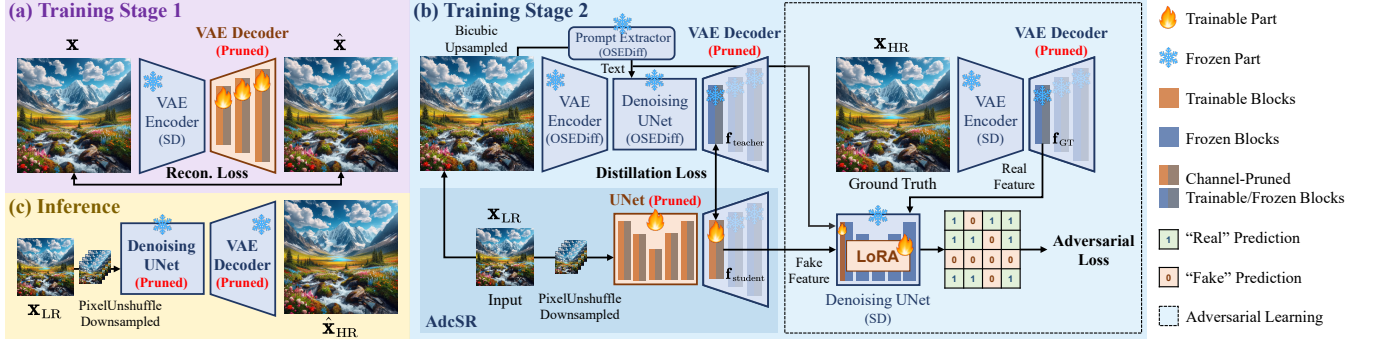 (a) Training Stage 1
x
x̂
VAE Decoder
(Pruned)
VAE
Encoder
(SD)
Recon. Loss
(c) Inference
Denoising
UNet
(Pruned)
VAE
Decoder
(Pruned)
x_LR
PixelUnshuffle
Downsampled
x̂_HR
(b) Training Stage 2
Bicubic
Upsampled
Prompt Extractor
(OSEDiff)
Text
VAE
Encoder
(OSEDiff)
Denoising
UNet
(OSEDiff)
VAE Decoder
(Pruned)
f_teacher
Distillation Loss
x_LR
Input
PixelUnshuffle
Downsampled
UNet (Pruned)
f_student
AdcSR
x_HR
Ground Truth
VAE
Encoder
(SD)
VAE Decoder
(Pruned)
f_GT
Real
Feature
Fake
Feature
LoRA
Denoising UNet
(SD)
1 0 1 1
1 1 0 1
0 0 0 0
1 1 0 1
Adversarial
Loss
Trainable Part
Frozen Part
Trainable Blocks
Frozen Blocks
Channel-Pruned
Trainable/Frozen Blocks
1 “Real” Prediction
0 “Fake” Prediction
Adversarial Learning